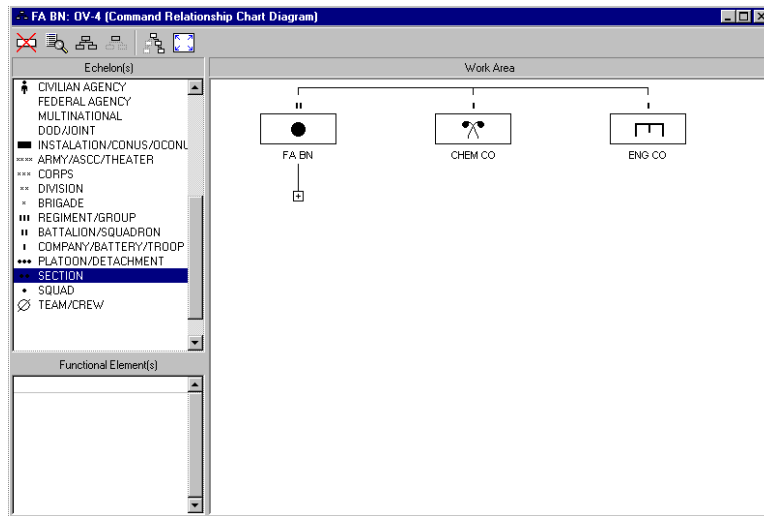 FA BN: OV-4 (Command Relationship Chart Diagram)
Echelon(s)
Work Area
CIVILIAN AGENCY
FEDERAL AGENCY
MULTINATIONAL
DOD/JOINT
INSTALATION/CONUS/OCONU
ARMY/ASCC/THEATER
CORPS
DIVISION
BRIGADE
REGIMENT/GROUP
BATTALION/SQUADRON
COMPANY/BATTERY/TROOP
PLATOON/DETACHMENT
SECTION
SQUAD
TEAM/CREW
FA BN
CHEM CO
ENG CO
Functional Element(s)